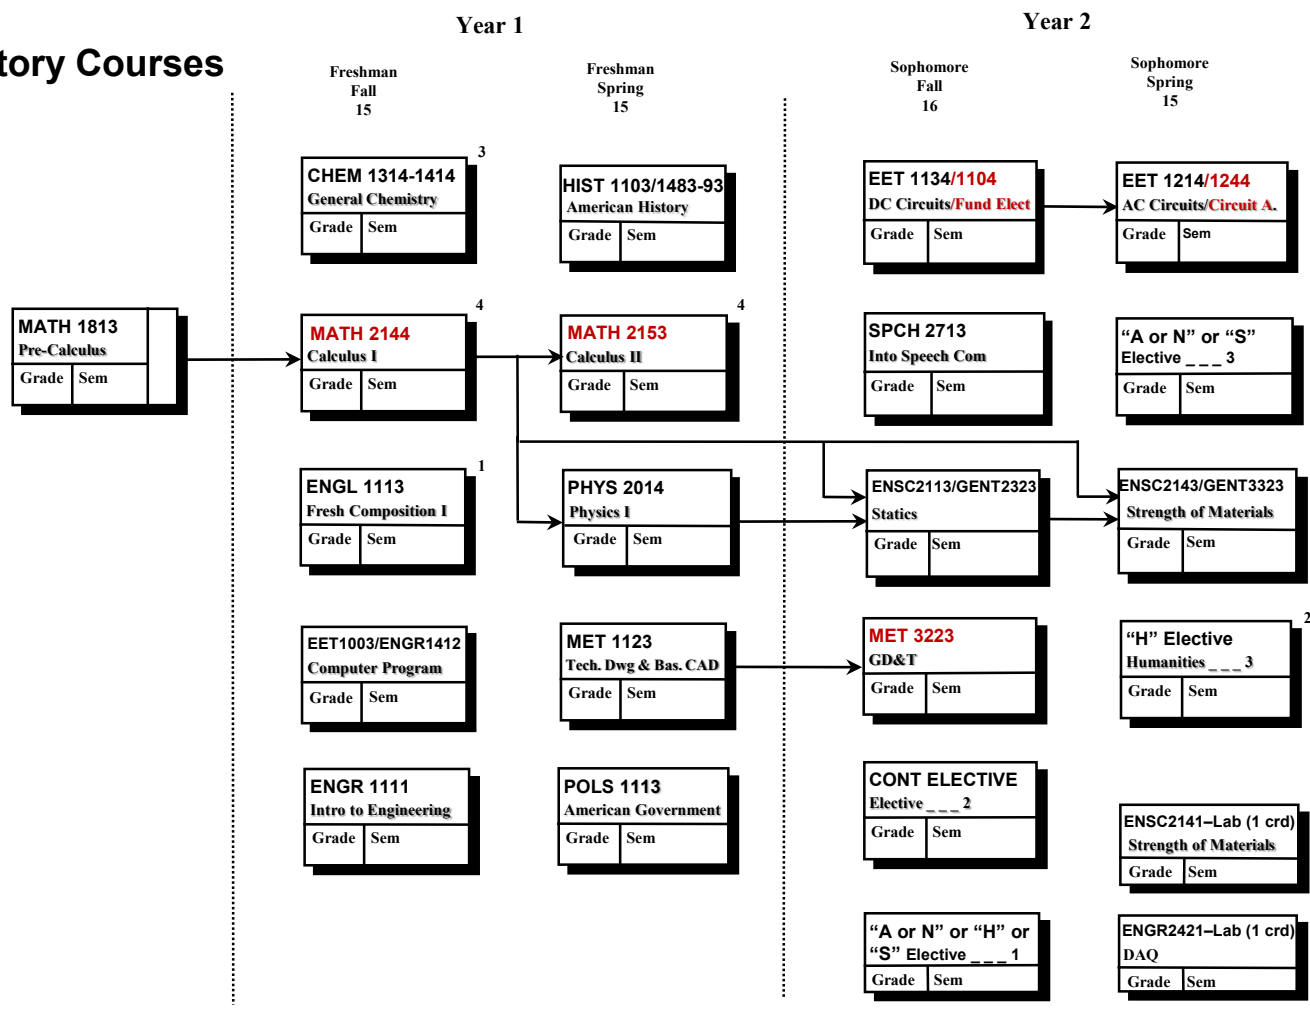 Year 1
Year 2
tory Courses
Freshman
Fall
15
Freshman
Spring
15
Sophomore
Fall
16
Sophomore
Spring
15
MATH 1813
Pre-Calculus
Grade Sem
3
CHEM 1314-1414
General Chemistry
Grade Sem
4
MATH 2144
Calculus I
Grade Sem
1
ENGL 1113
Fresh Composition I
Grade Sem
EET1003/ENGR1412
Computer Program
Grade Sem
ENGR 1111
Intro to Engineering
Grade Sem
HIST 1103/1483-93
American History
Grade Sem
4
MATH 2153
Calculus II
Grade Sem
PHYS 2014
Physics I
Grade Sem
MET 1123
Tech. Dwg & Bas. CAD
Grade Sem
POLS 1113
American Government
Grade Sem
EET 1134/1104
DC Circuits/Fund Elect
Grade Sem
SPCH 2713
Into Speech Com
Grade Sem
ENSC2113/GENT2323
Statics
Grade Sem
MET 3223
GD&T
Grade Sem
CONT ELECTIVE
Elective _ _ _ 2
Grade Sem
“A or N” or “H” or
“S” Elective _ _ _ 1
Grade Sem
EET 1214/1244
AC Circuits/Circuit A.
Grade Sem
“A or N” or “S”
Elective _ _ _ 3
Grade Sem
ENSC2143/GENT3323
Strength of Materials
Grade Sem
2
“H” Elective
Humanities _ _ _ 3
Grade Sem
ENSC2141–Lab (1 crd)
Strength of Materials
Grade Sem
ENGR2421–Lab (1 crd)
DAQ
Grade Sem